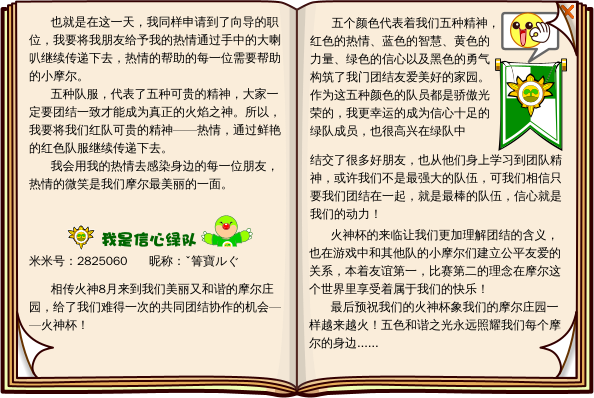 也就是在这一天，我同样申请到了向导的职
位，我要将我朋友给予我的热情通过手中的大喇
叭继续传递下去，热情的帮助的每一位需要帮助
的小摩尔。
五种队服，代表了五种可贵的精神，大家一
定要团结一致才能成为真正的火焰之神。所以，
我要将我们红队可贵的精神——热情，通过鲜艳
的红色队服继续传递下去。
我会用我的热情去感染身边的每一位朋友，
热情的微笑是我们摩尔最美丽的一面。
我是信心绿队
米米号：2825060 昵称：ˇ箐寶ルぐ
相传火神8月来到我们美丽又和谐的摩尔庄
园，给了我们难得一次的共同团结协作的机会—
—火神杯！
五个颜色代表着我们五种精神，
红色的热情、蓝色的智慧、黄色的
力量、绿色的信心以及黑色的勇气
构筑了我们团结友爱美好的家园。
作为这五种颜色的队员都是骄傲光
荣的，我更幸运的成为信心十足的
绿队成员，也很高兴在绿队中
结交了很多好朋友，也从他们身上学习到团队精
神，或许我们不是最强大的队伍，可我们相信只
要我们团结在一起，就是最棒的队伍，信心就是
我们的动力！
火神杯的来临让我们更加理解团结的含义，
也在游戏中和其他队的小摩尔们建立公平友爱的
关系，本着友谊第一，比赛第二的理念在摩尔这
个世界里享受着属于我们的快乐！
最后预祝我们的火神杯象我们的摩尔庄园一
样越来越火！五色和谐之光永远照耀我们每个摩
尔的身边......